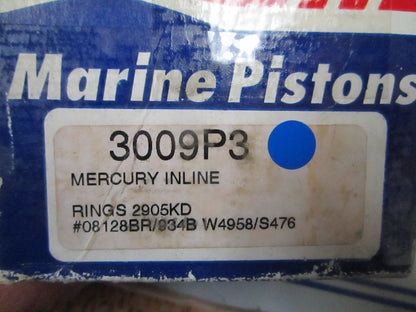 Marine Pistons
3009P3
MERCURY INLINE
RINGS 2905KD
#08128BR/934B W4958/S476